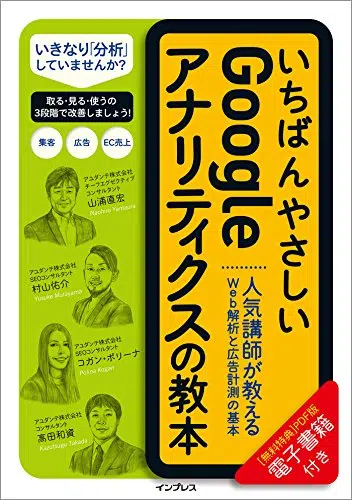 いきなり「分析」
していませんか?
取る・見る・使うの
3段階で改善しましょう!
集客
広告
EC売上
いちばんやさしい
Google
アナリティクスの教本
人気講師が教える
Web解析と広告計測の基本
アユダンテ株式会社
チーフエグゼクティブ
コンサルタント
山浦直宏
Naohiro Yamaura
アユダンテ株式会社
SEOコンサルタント
村山佑介
Yusuke Murayama
アユダンテ株式会社
SEOコンサルタント
コガン・ポリーナ
Polina Kogan
アユダンテ株式会社
コンサルタント
高田和資
Kazutsugu Takada
【無料特典】PDF版
電子書籍
付き
インプレス